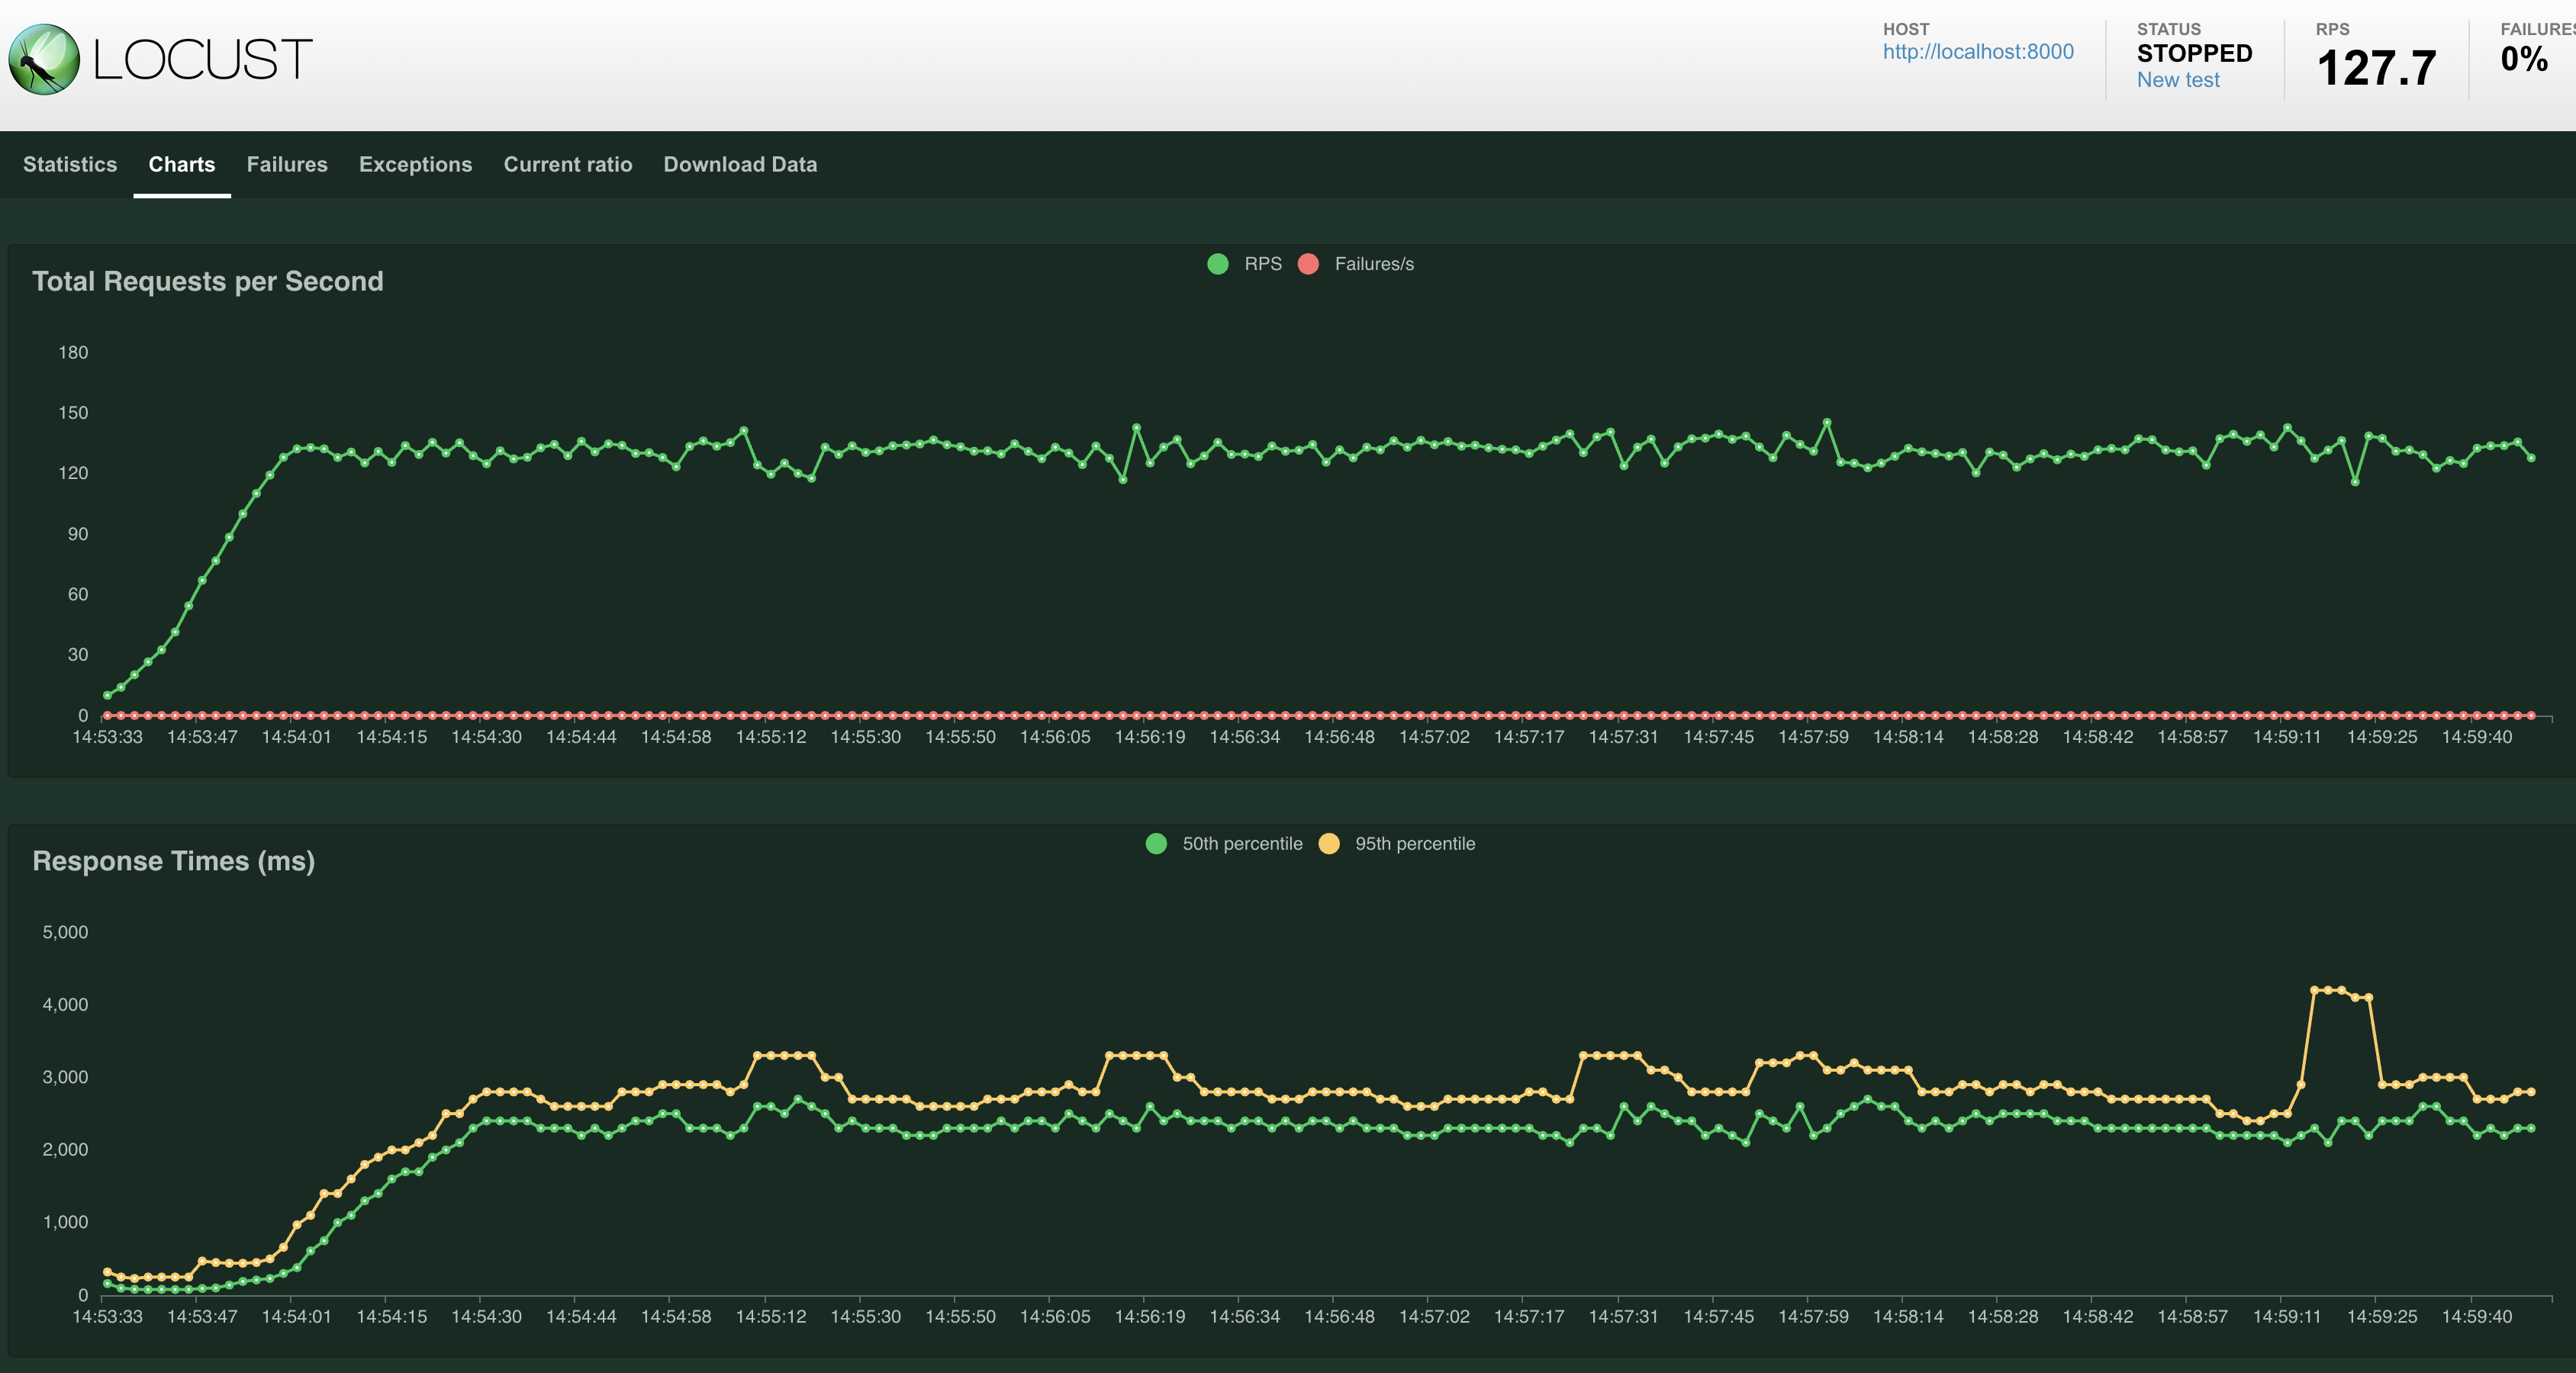 LOCUST
HOST
http://localhost:8000
STATUS
STOPPED
New test
RPS
127.7
FAILURES
0%
Statistics Charts Failures Exceptions Current ratio Download Data
Total Requests per Second
RPS Failures/s
180
150
120
90
60
30
0
14:53:33 14:53:47 14:54:01 14:54:15 14:54:30 14:54:44 14:54:58 14:55:12 14:55:30 14:55:50 14:56:05 14:56:19 14:56:34 14:56:48 14:57:02 14:57:17 14:57:31 14:57:45 14:57:59 14:58:14 14:58:28 14:58:42 14:58:57 14:59:11 14:59:25 14:59:40
Response Times (ms)
50th percentile 95th percentile
5,000
4,000
3,000
2,000
1,000
0
14:53:33 14:53:47 14:54:01 14:54:15 14:54:30 14:54:44 14:54:58 14:55:12 14:55:30 14:55:50 14:56:05 14:56:19 14:56:34 14:56:48 14:57:02 14:57:17 14:57:31 14:57:45 14:57:59 14:58:14 14:58:28 14:58:42 14:58:57 14:59:11 14:59:25 14:59:40